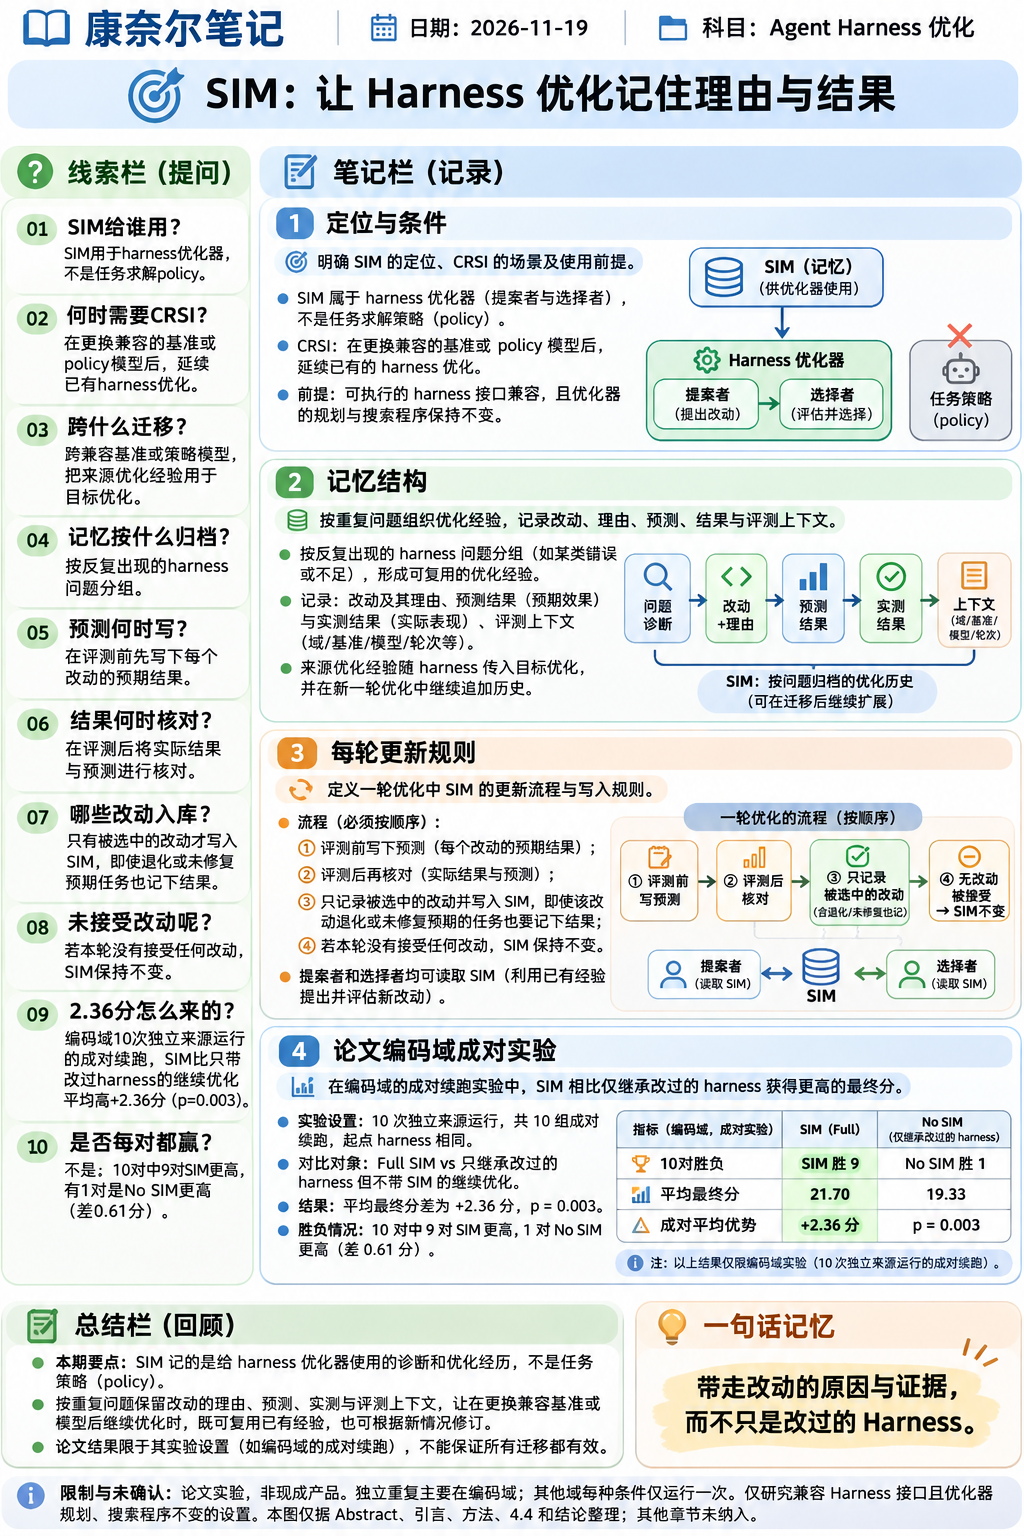 康奈尔笔记
日期：2026-11-19
科目：Agent Harness 优化
SIM：让 Harness 优化记住理由与结果
线索栏（提问）
01 SIM给谁用？
SIM用于harness优化器，
不是任务求解policy。
02 何时需要CRSI？
在更换兼容的基准或
policy模型后，延续
已有harness优化。
03 跨什么迁移？
跨兼容基准或策略模型，
把来源优化经验用于
目标优化。
04 记忆按什么归档？
按反复出现的harness
问题分组。
05 预测何时写？
在评测前先写下每个
改动的预期结果。
06 结果何时核对？
在评测后将实际结果
与预测进行核对。
07 哪些改动入库？
只有被选中的改动才写入
SIM，即使退化或未修复
预期任务也记下结果。
08 未接受改动呢？
若本轮没有接受任何改动，
SIM保持不变。
09 2.36分怎么来的？
编码域10次独立来源运行
的成对续跑，SIM比只带
改过harness的继续优化
平均高+2.36分 (p=0.003)。
10 是否每对都赢？
不是：10对中9对SIM更高，
有1对是No SIM更高
（差0.61分）。
笔记栏（记录）
1 定位与条件
明确 SIM 的定位、CRSI 的场景及使用前提。
SIM 属于 harness 优化器（提案者与选择者），
不是任务求解策略（policy）。
CRSI：在更换兼容的基准或 policy 模型后，
延续已有的 harness 优化。
前提：可执行的 harness 接口兼容，且优化器
的规划与搜索程序保持不变。
SIM（记忆）
（供优化器使用）
Harness 优化器
提案者
（提出改动）
选择者
（评估并选择）
任务策略
（policy）
2 记忆结构
按重复问题组织优化经验，记录改动、理由、预测、结果与评测上下文。
按反复出现的 harness 问题分组（如某类错误
或不足），形成可复用的优化经验。
记录：改动及其理由、预测结果（预期效果）
与实测结果（实际表现）、评测上下文
（域/基准/模型/轮次等）。
来源优化经验随 harness 传入目标优化，
并在新一轮优化中继续追加历史。
问题
诊断
改动
+理由
预测
结果
实测
结果
上下文
（域/基准/
模型/轮次）
SIM：按问题归档的优化历史
（可在迁移后继续扩展）
3 每轮更新规则
定义一轮优化中 SIM 的更新流程与写入规则。
流程（必须按顺序）：
① 评测前写下预测（每个改动的预期结果）；
② 评测后再核对（实际结果与预测）；
③ 只记录被选中的改动并写入 SIM，即使该改
动退化或未修复预期的任务也要记下结果；
④ 若本轮没有接受任何改动，SIM 保持不变。
提案者和选择者均可读取 SIM（利用已有经验
提出并评估新改动）。
一轮优化的流程（按顺序）
① 评测前
写预测
② 评测后
核对
③ 只记录
被选中的改动
（含退化/未修复也记）
④ 无改动
被接受
→ SIM不变
提案者
（读取 SIM）
SIM
选择者
（读取 SIM）
4 论文编码域成对实验
在编码域的成对续跑实验中，SIM 相比仅继承改过的 harness 获得更高的最终分。
实验设置：10 次独立来源运行，共 10 组成对
续跑，起点 harness 相同。
对比对象：Full SIM vs 只继承改过的
harness 但不带 SIM 的继续优化。
结果：平均最终分差为 +2.36 分，p = 0.003。
胜负情况：10 对中 9 对 SIM 更高，1 对 No SIM
更高（差 0.61 分）。
指标（编码域，成对实验） SIM（Full） No SIM
（仅继承改过的 harness）
10对胜负 SIM 胜 9 No SIM 胜 1
平均最终分 21.70 19.33
成对平均优势 +2.36 分 p = 0.003
注：以上结果仅限编码域实验（10 次独立来源运行的成对续跑）。
总结栏（回顾）
本期要点：SIM 记的是给 harness 优化器使用的诊断和优化经历，不是任务
策略（policy）。
按重复问题保留改动的理由、预测、实测与评测上下文，让在更换兼容基准或
模型后继续优化时，既可复用已有经验，也可根据新情况修订。
论文结果限于其实验设置（如编码域的成对续跑），不能保证所有迁移都有效。
一句话记忆
带走改动的原因与证据，
而不只是改过的 Harness。
限制与未确认：论文实验，非现成产品。独立重复主要在编码域；其他域每种条件仅运行一次。仅研究兼容 Harness 接口且优化器
规划、搜索程序不变的设置。本图仅据 Abstract、引言、方法、4.4 和结论整理；其他章节未纳入。